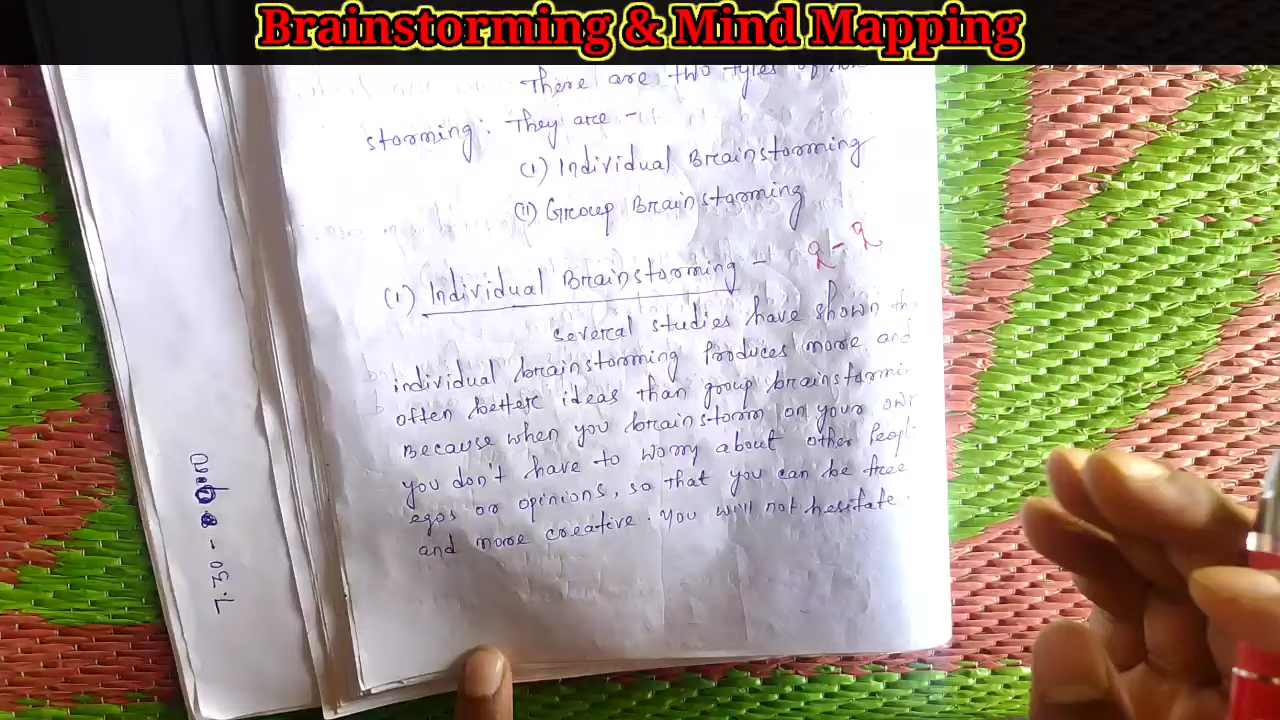 Brainstorming & Mind Mapping
There are two types of
storming. They are -
(i) Individual Brainstorming
(ii) Group Brainstorming
(i) Individual Brainstorming -
Several studies have shown
individual brainstorming Produces more and
often better ideas than group
Because when you brainstorm on your own
you don't have to worry about other
egos or opinions, so that you can be free
and more creative. You will not hesitate
7.30